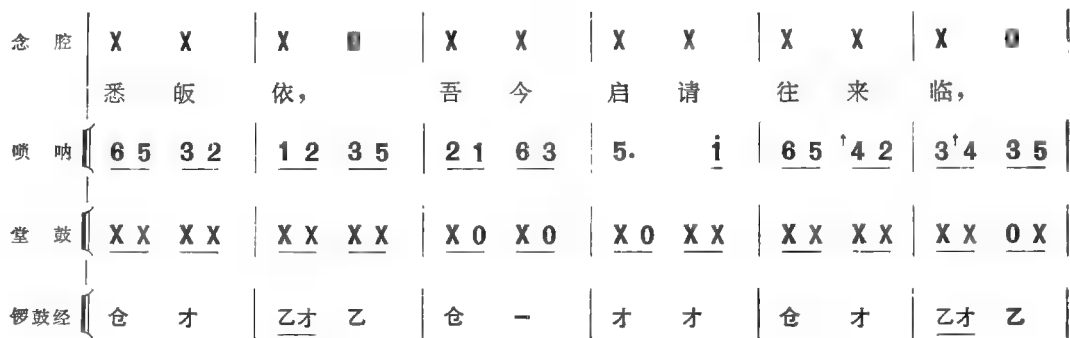 念腔 X X | X 0 | X X | X X | X X | X 0 |
悉 皈 依， 吾 今 启 请 往 来 临，
唢呐 6 5 3 2 | 1 2 3 5 | 2 1 6 3 | 5. i̇ | 6 5 ↑4 2 | 3 ↑4 3 5 |
堂鼓 X X X X | X X X X | X 0 X 0 | X 0 X X | X X X X | X X 0 X |
锣鼓经 仓 才 | 乙才 乙 | 仓 － | 才 才 | 仓 才 | 乙才 乙 |